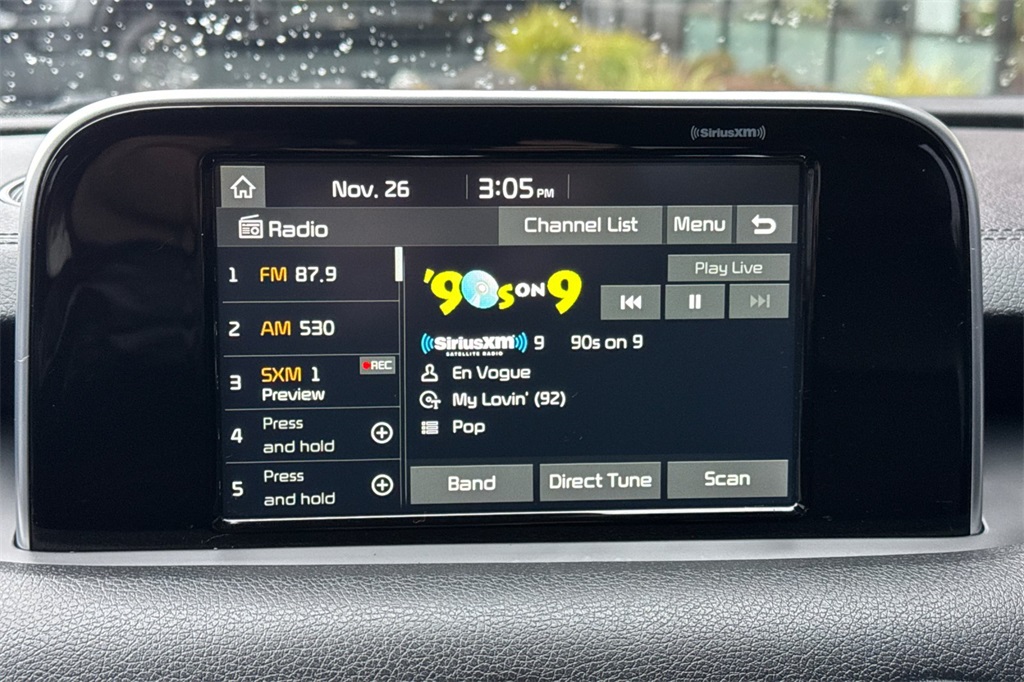 SiriusXM
Nov. 26 3:05 PM
Radio Channel List Menu
1 FM 87.9
2 AM 530
3 SXM 1 REC
Preview
4 Press
and hold
5 Press
and hold
Play Live
'90s ON 9
SiriusXM 9 90s on 9
SATELLITE RADIO
En Vogue
My Lovin' (92)
Pop
Band Direct Tune Scan